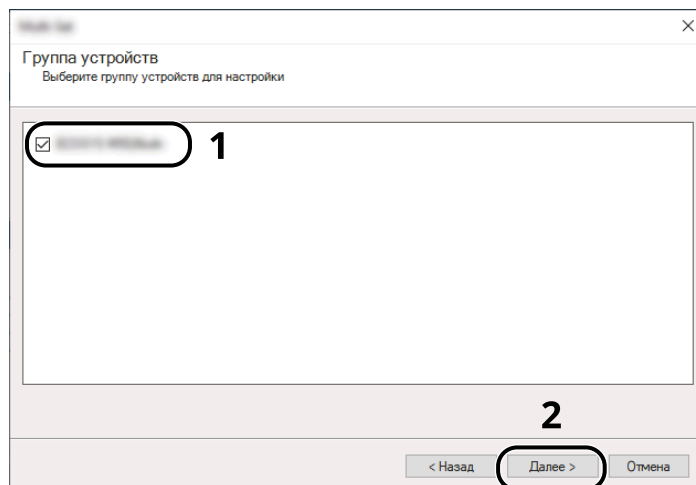 Группа устройств
Выберите группу устройств для настройки
1
2
< Назад
Далее >
Отмена